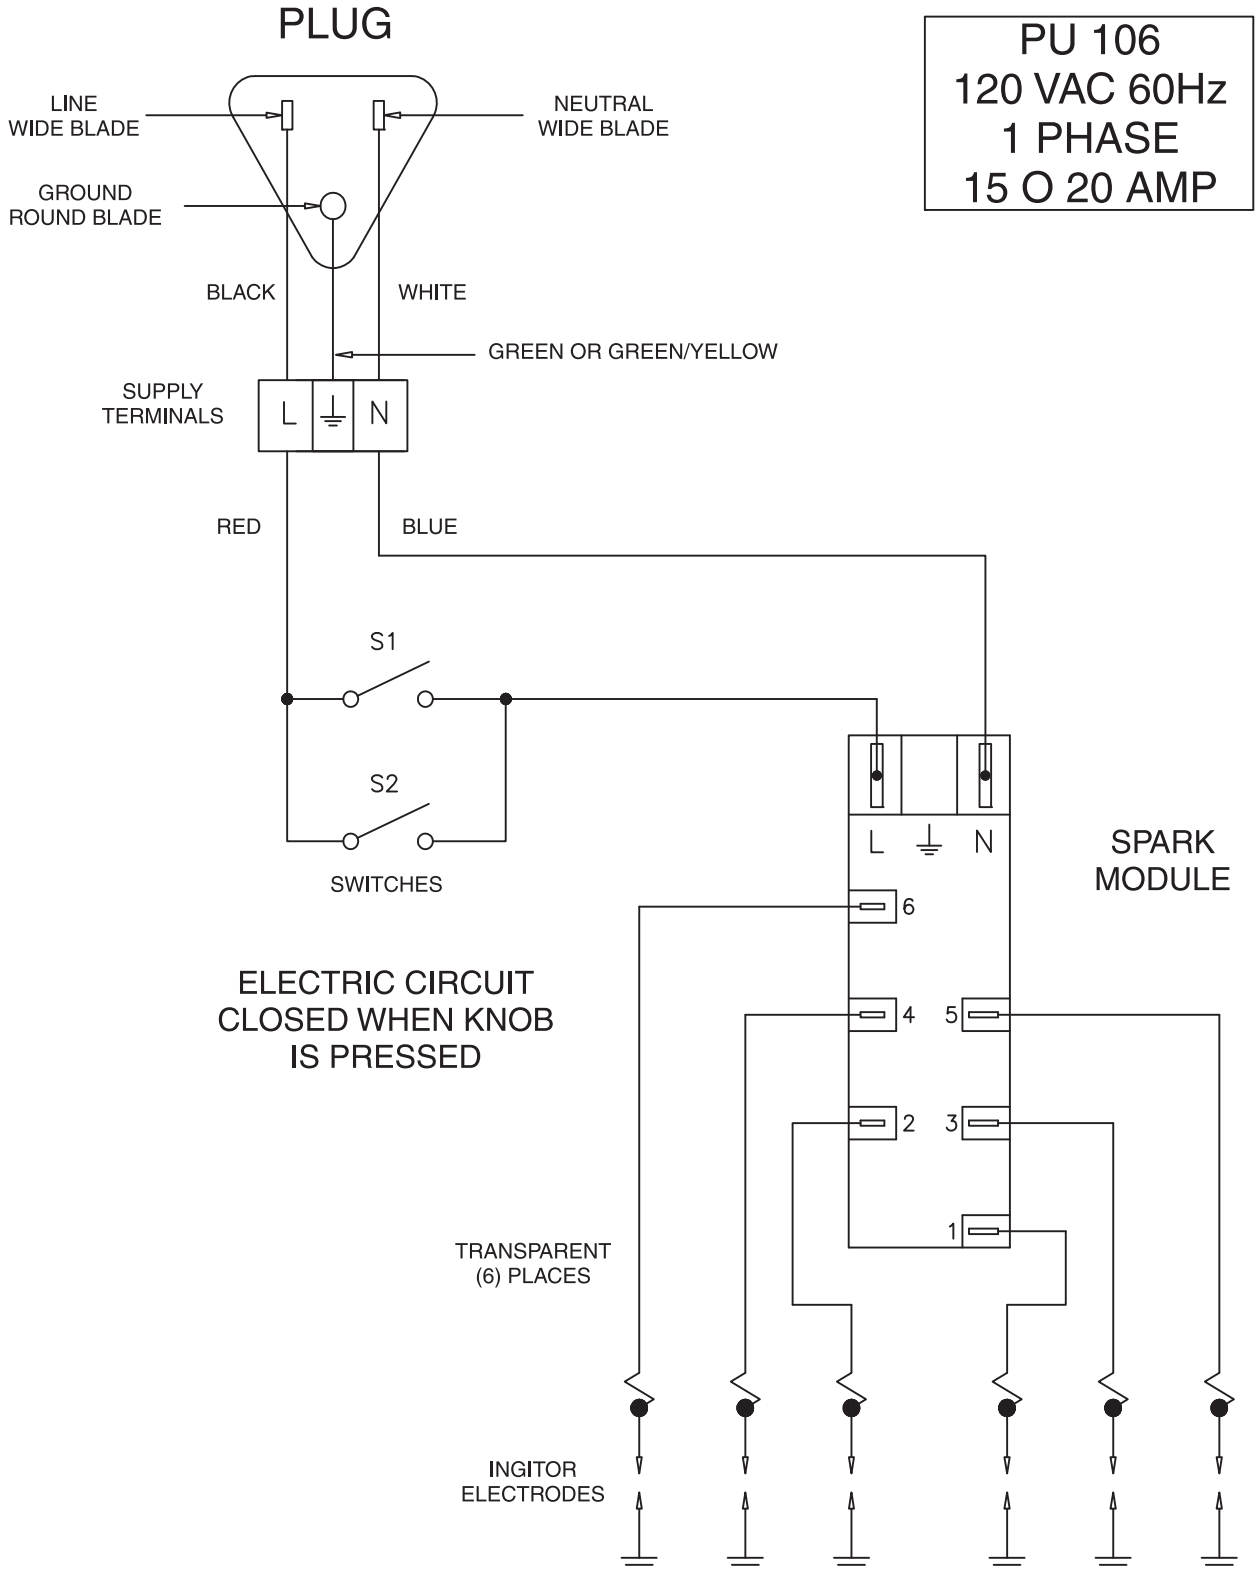 PLUG
PU 106
120 VAC 60Hz
1 PHASE
15 O 20 AMP
LINE
WIDE BLADE
NEUTRAL
WIDE BLADE
GROUND
ROUND BLADE
BLACK
WHITE
GREEN OR GREEN/YELLOW
SUPPLY
TERMINALS
L
N
RED
BLUE
S1
S2
SWITCHES
L
N
SPARK
MODULE
6
ELECTRIC CIRCUIT
CLOSED WHEN KNOB
IS PRESSED
4
5
2
3
1
TRANSPARENT
(6) PLACES
INGITOR
ELECTRODES